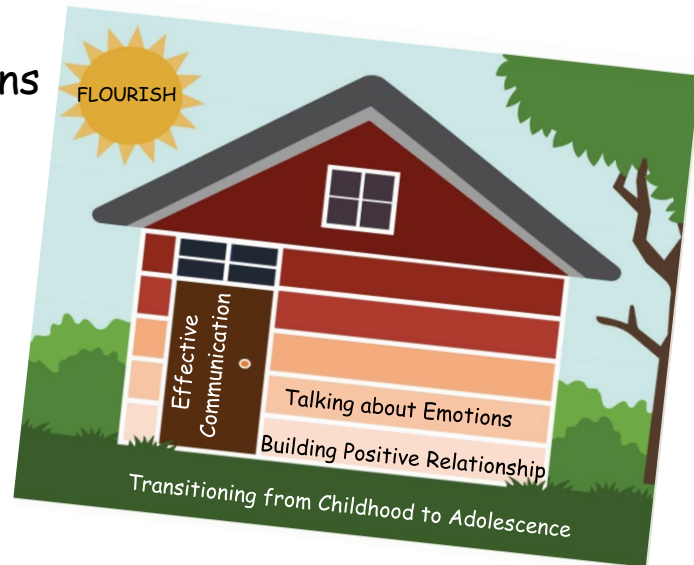 ns
FLOURISH
Effective
Communication
Talking about Emotions
Building Positive Relationship
Transitioning from Childhood to Adolescence